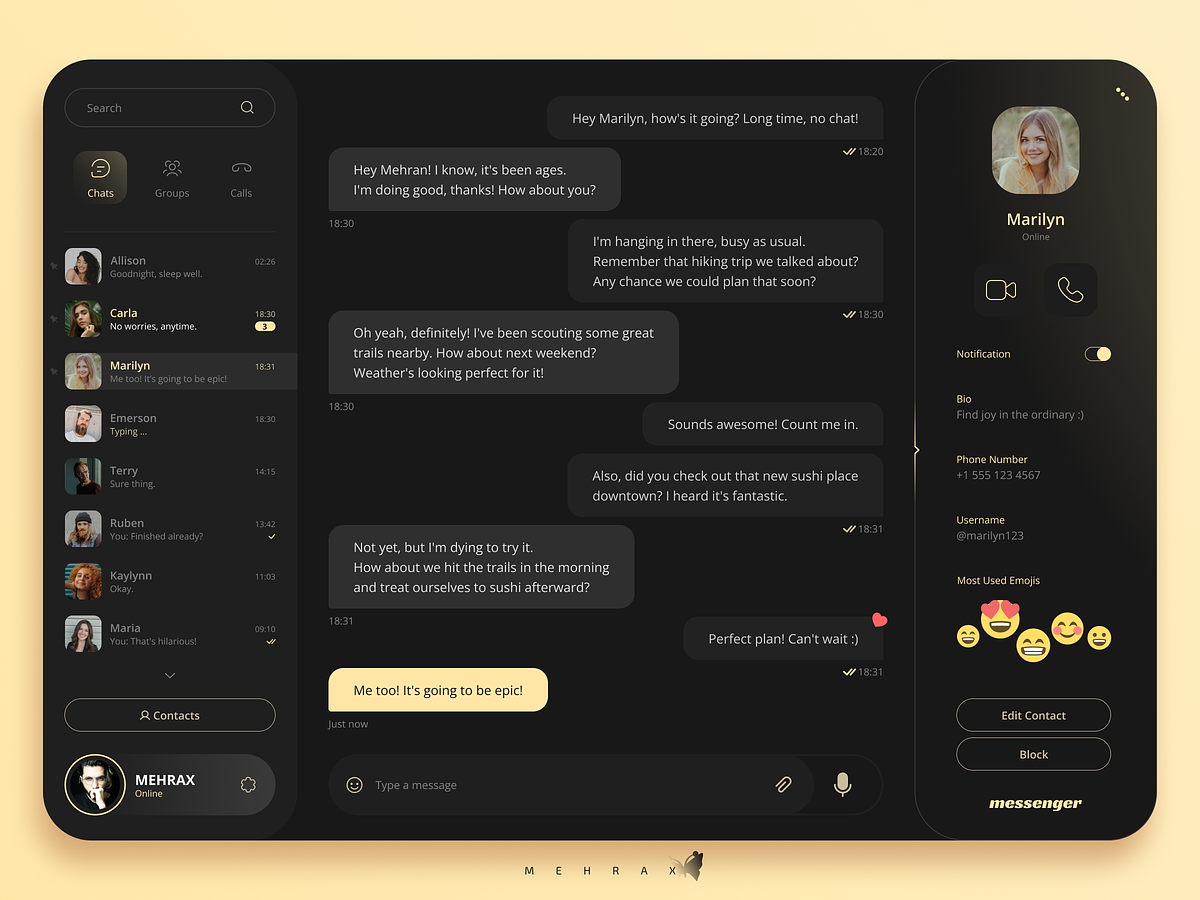 Search
Chats
Groups
Calls
Allison
02:26
Goodnight, sleep well.
Carla
18:30
No worries, anytime.
3
Marilyn
18:31
Me too! It's going to be epic!
Emerson
18:30
Typing ...
Terry
14:15
Sure thing.
Ruben
13:42
You: Finished already?
Kaylynn
11:03
Okay.
Maria
09:10
You: That's hilarious!
Contacts
MEHRAX
Online
Hey Marilyn, how's it going? Long time, no chat!
18:20
Hey Mehran! I know, it's been ages.
I'm doing good, thanks! How about you?
18:30
I'm hanging in there, busy as usual.
Remember that hiking trip we talked about?
Any chance we could plan that soon?
18:30
Oh yeah, definitely! I've been scouting some great
trails nearby. How about next weekend?
Weather's looking perfect for it!
18:30
Sounds awesome! Count me in.
Also, did you check out that new sushi place
downtown? I heard it's fantastic.
18:31
Not yet, but I'm dying to try it.
How about we hit the trails in the morning
and treat ourselves to sushi afterward?
18:31
Perfect plan! Can't wait :)
18:31
Me too! It's going to be epic!
Just now
Type a message
Marilyn
Online
Notification
Bio
Find joy in the ordinary :)
Phone Number
+1 555 123 4567
Username
@marilyn123
Most Used Emojis
Edit Contact
Block
messenger
MEHRAX